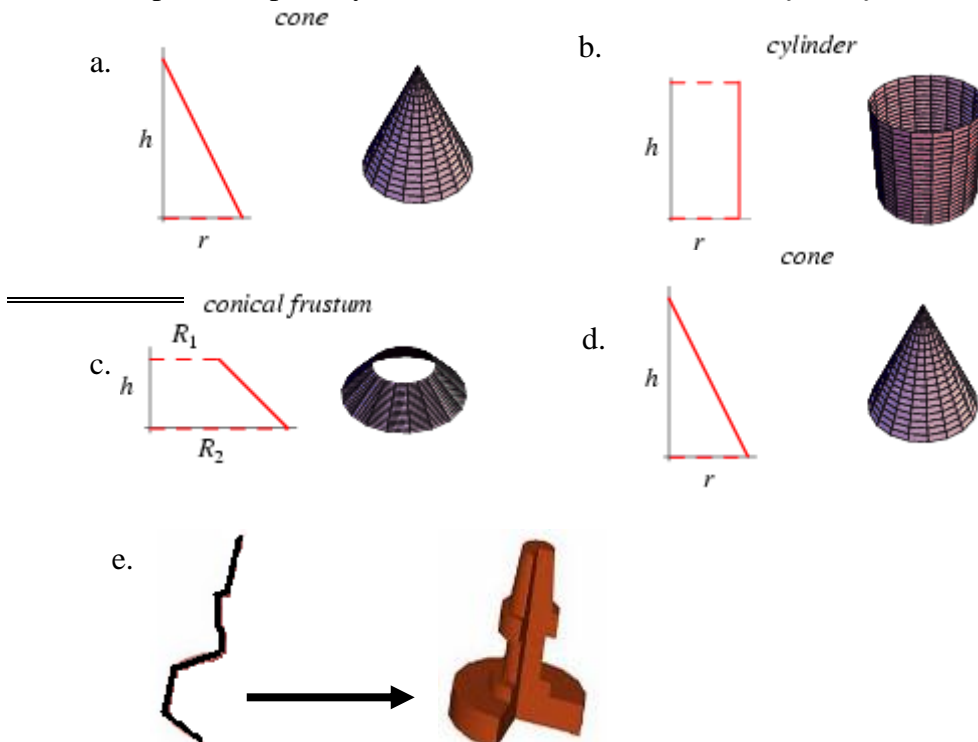 cone
a.
h
r
b.
cylinder
h
r
conical frustum
c.
R1
h
R2
cone
d.
h
r
e.